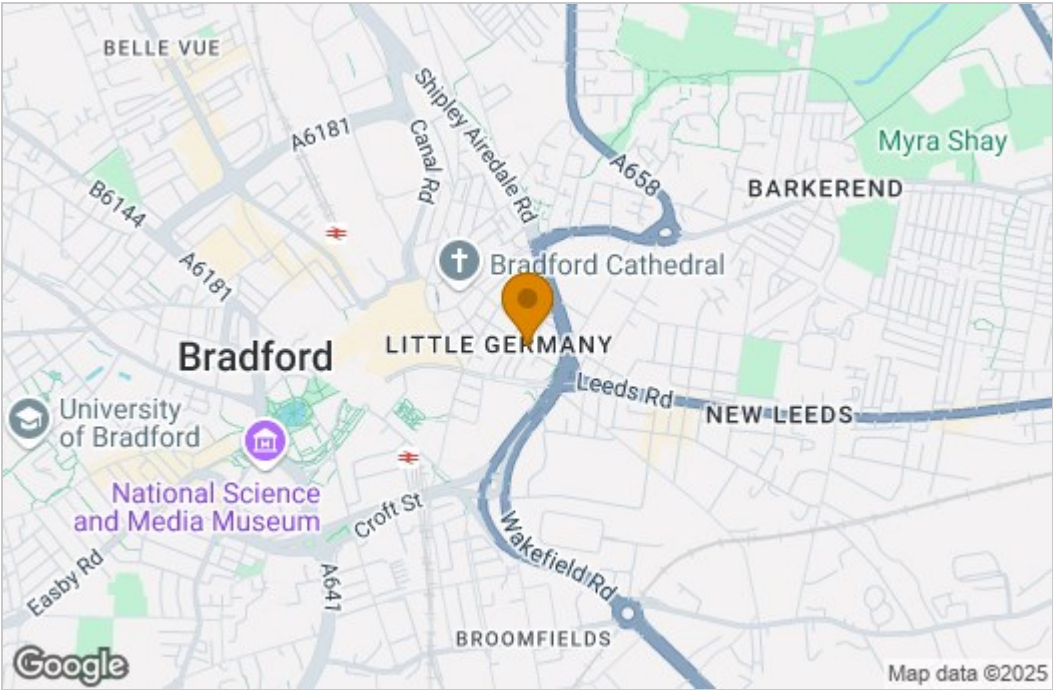 BELLE VUE
Shipley Airedale Rd
A6181
Canal Rd
Myra Shay
A658
BARKEREND
B6144
A6181
Bradford Cathedral
LITTLE GERMANY
Bradford
Leeds Rd
NEW LEEDS
University
of Bradford
National Science
and Media Museum
Croft St
Wakefield Rd
Easby Rd
A641
BROOMFIELDS
Google
Map data ©2025